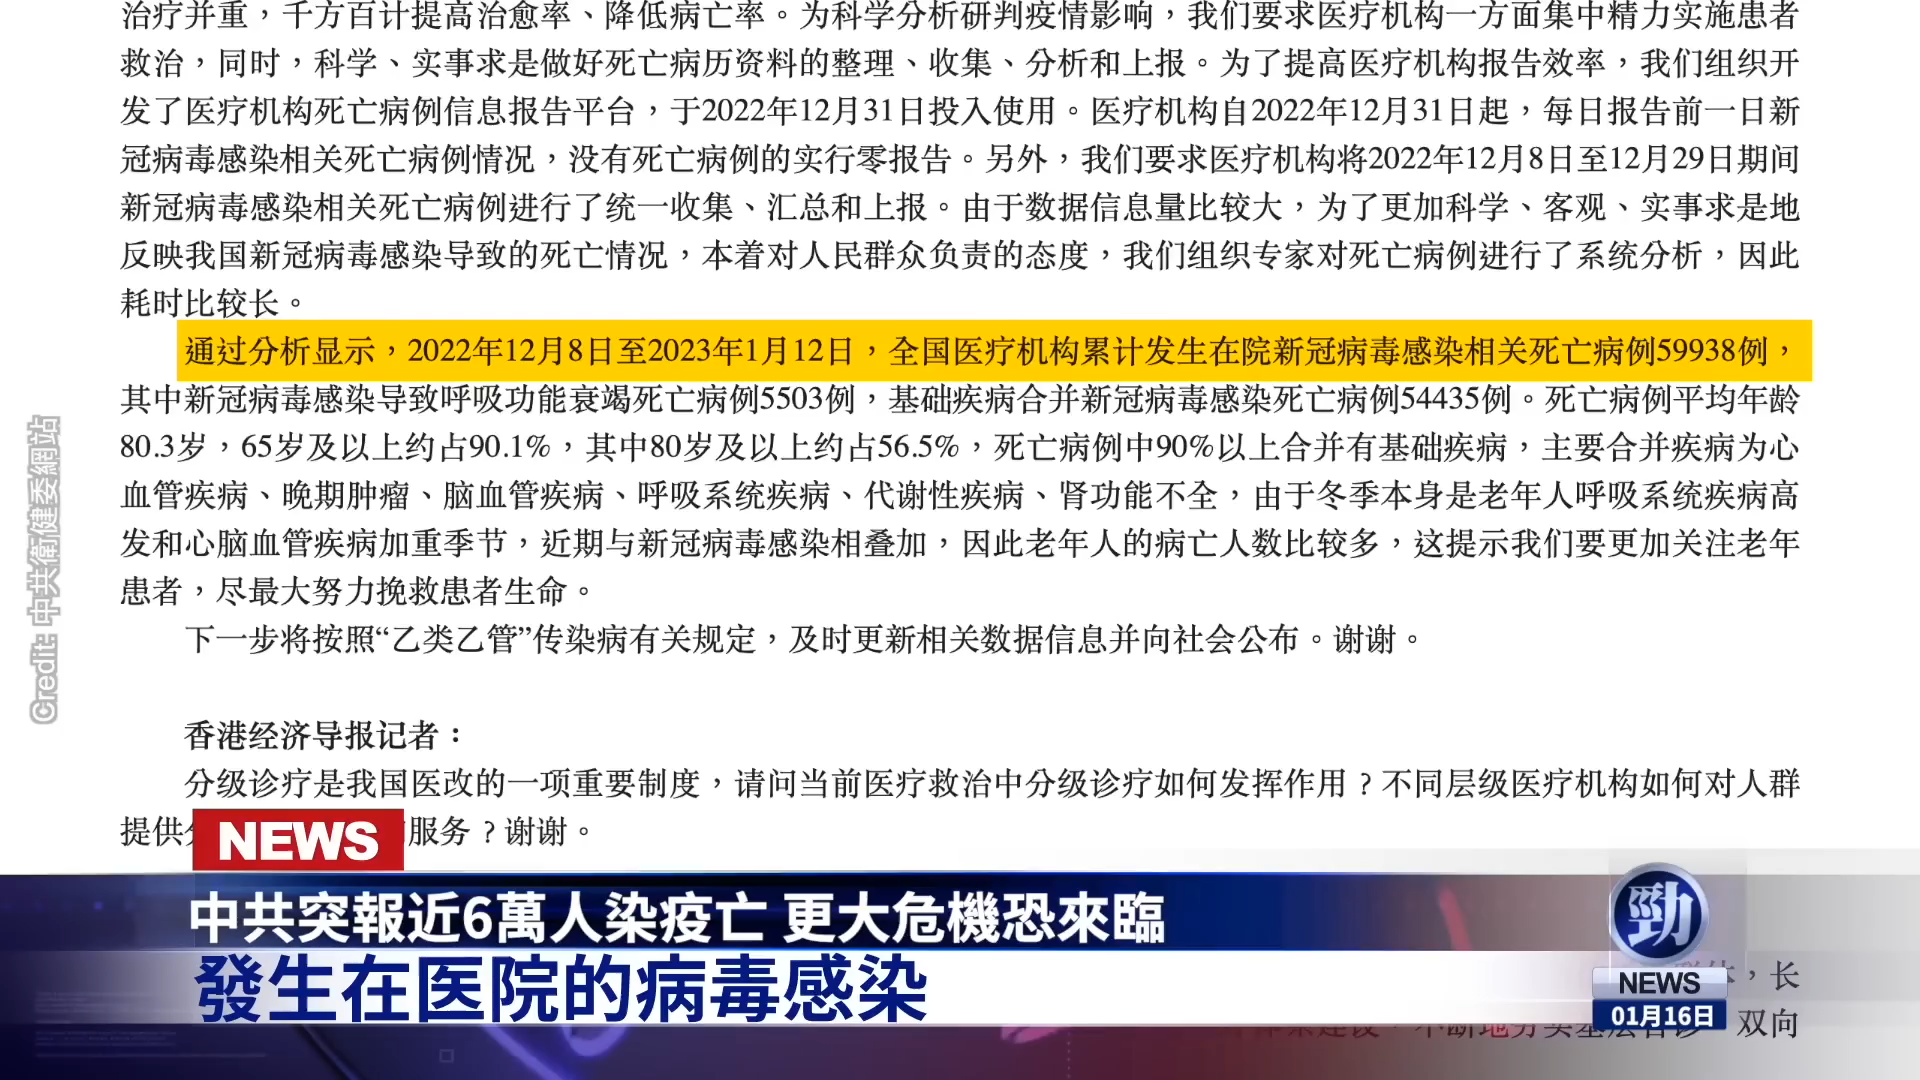 治疗并重，千方百计提高治愈率、降低病亡率。为科学分析研判疫情影响，我们要求医疗机构一方面集中精力实施患者
救治，同时，科学、实事求是做好死亡病历资料的整理、收集、分析和上报。为了提高医疗机构报告效率，我们组织开
发了医疗机构死亡病例信息报告平台，于2022年12月31日投入使用。医疗机构自2022年12月31日起，每日报告前一日新
冠病毒感染相关死亡病例情况，没有死亡病例的实行零报告。另外，我们要求医疗机构将2022年12月8日至12月29日期间
新冠病毒感染相关死亡病例进行了统一收集、汇总和上报。由于数据信息量比较大，为了更加科学、客观、实事求是地
反映我国新冠病毒感染导致的死亡情况，本着对人民群众负责的态度，我们组织专家对死亡病例进行了系统分析，因此
耗时比较长。
通过分析显示，2022年12月8日至2023年1月12日，全国医疗机构累计发生在院新冠病毒感染相关死亡病例59938例，
其中新冠病毒感染导致呼吸功能衰竭死亡病例5503例，基础疾病合并新冠病毒感染死亡病例54435例。死亡病例平均年龄
80.3岁，65岁及以上约占90.1%，其中80岁及以上约占56.5%，死亡病例中90%以上合并有基础疾病，主要合并疾病为心
血管疾病、晚期肿瘤、脑血管疾病、呼吸系统疾病、代谢性疾病、肾功能不全，由于冬季本身是老年人呼吸系统疾病高
发和心脑血管疾病加重季节，近期与新冠病毒感染相叠加，因此老年人的病亡人数比较多，这提示我们要更加关注老年
患者，尽最大努力挽救患者生命。
下一步将按照“乙类乙管”传染病有关规定，及时更新相关数据信息并向社会公布。谢谢。
香港经济导报记者：
分级诊疗是我国医改的一项重要制度，请问当前医疗救治中分级诊疗如何发挥作用？不同层级医疗机构如何对人群
提供 服务？谢谢。
Credit: 中共衛健委網站
NEWS
中共突報近6萬人染疫亡 更大危機恐來臨
發生在医院的病毒感染
勁
NEWS
01月16日
，长
双向